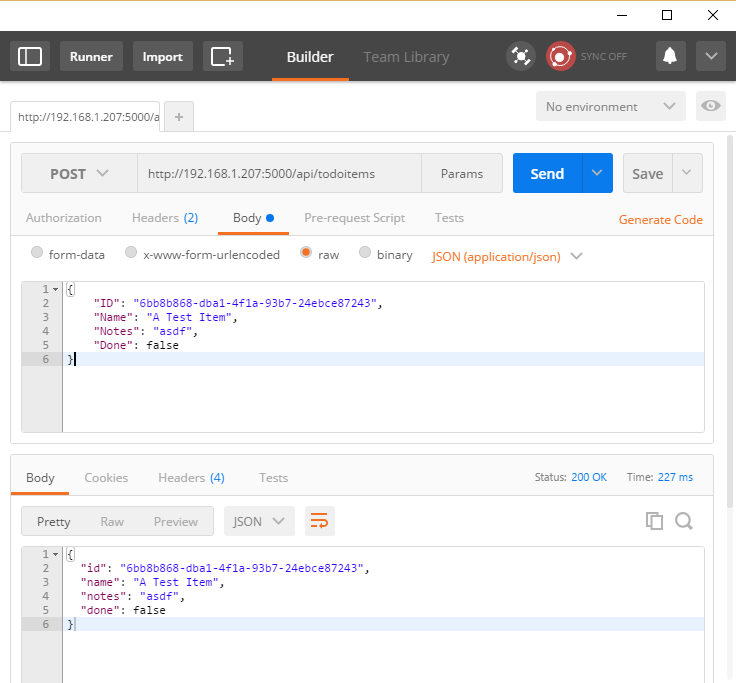 Runner Import Builder Team Library SYNC OFF
http://192.168.1.207:5000/a + No environment
POST http://192.168.1.207:5000/api/todoitems Params Send Save
Authorization Headers (2) Body Pre-request Script Tests Generate Code
form-data x-www-form-urlencoded raw binary JSON (application/json)
1 {
2 "ID": "6bb8b868-dba1-4f1a-93b7-24ebce87243",
3 "Name": "A Test Item",
4 "Notes": "asdf",
5 "Done": false
6 }
Body Cookies Headers (4) Tests Status: 200 OK Time: 227 ms
Pretty Raw Preview JSON
1 {
2 "id": "6bb8b868-dba1-4f1a-93b7-24ebce87243",
3 "name": "A Test Item",
4 "notes": "asdf",
5 "done": false
6 }